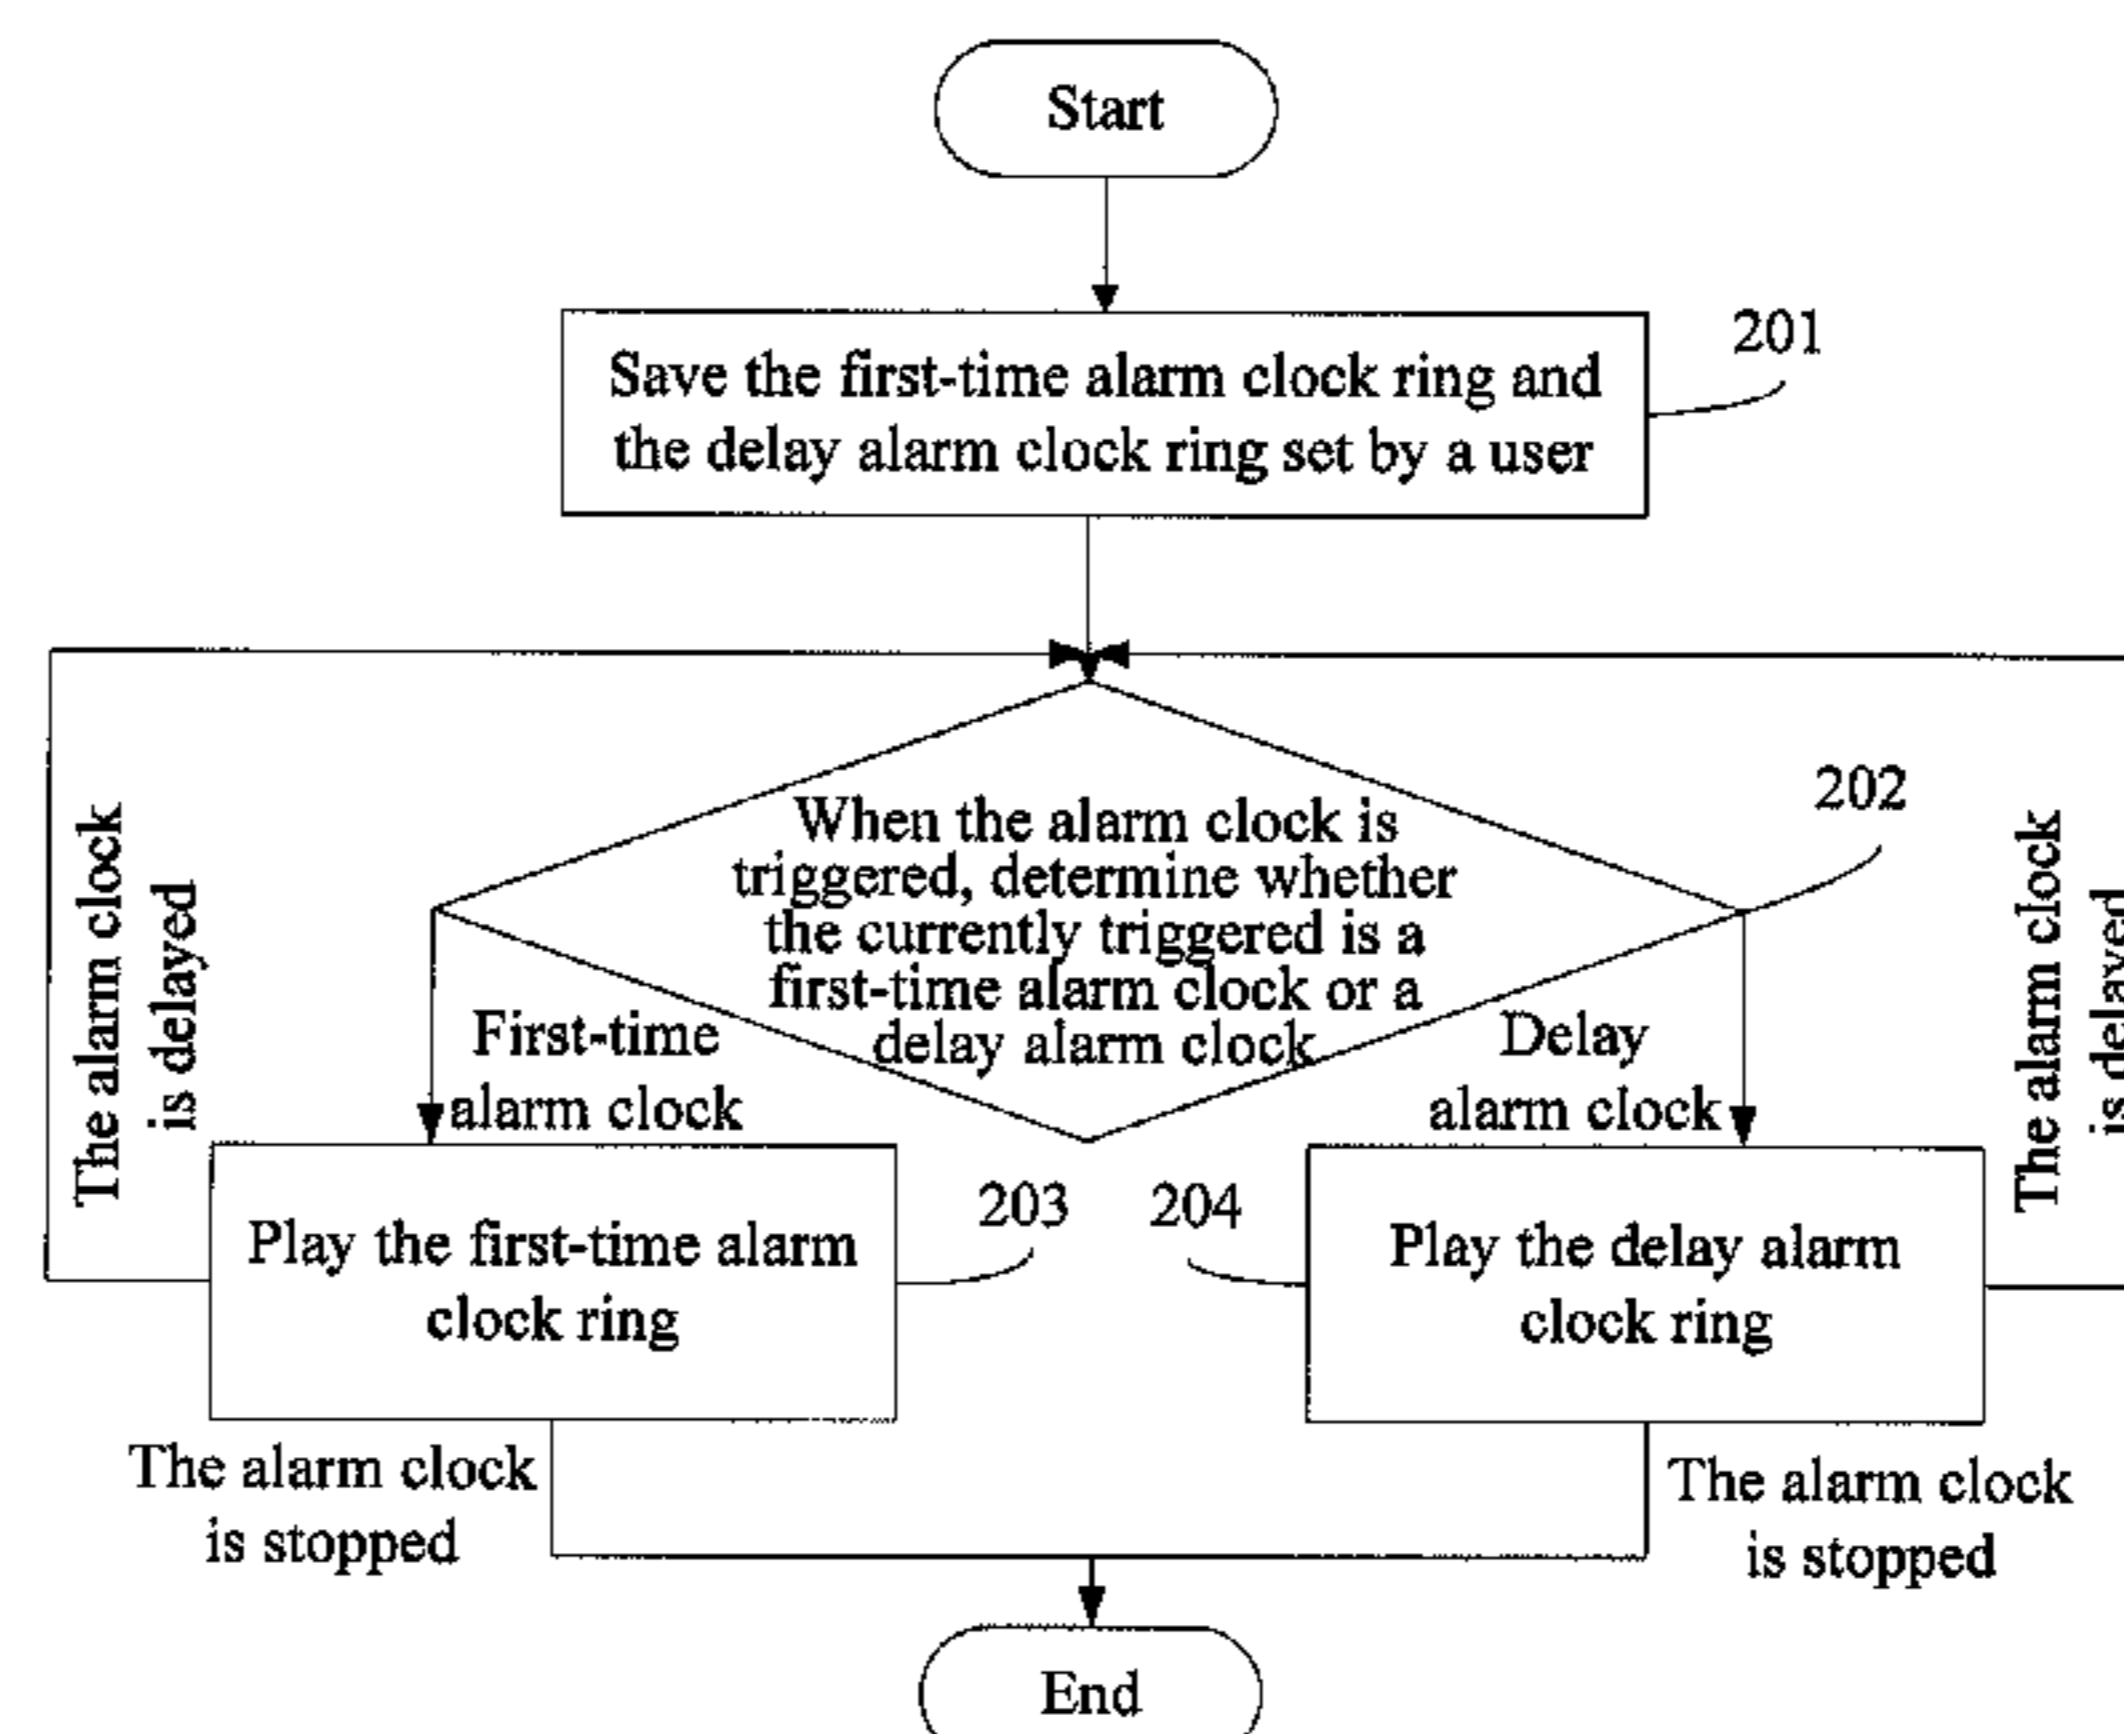 Start
Save the first-time alarm clock ring and
the delay alarm clock ring set by a user
201
When the alarm clock is
triggered, determine whether
the currently triggered is a
first-time alarm clock or a
delay alarm clock
202
The alarm clock
is delayed
The alarm clock
is delayed
First-time
alarm clock
Delay
alarm clock
Play the first-time alarm
clock ring
203
204
Play the delay alarm
clock ring
The alarm clock
is stopped
The alarm clock
is stopped
End